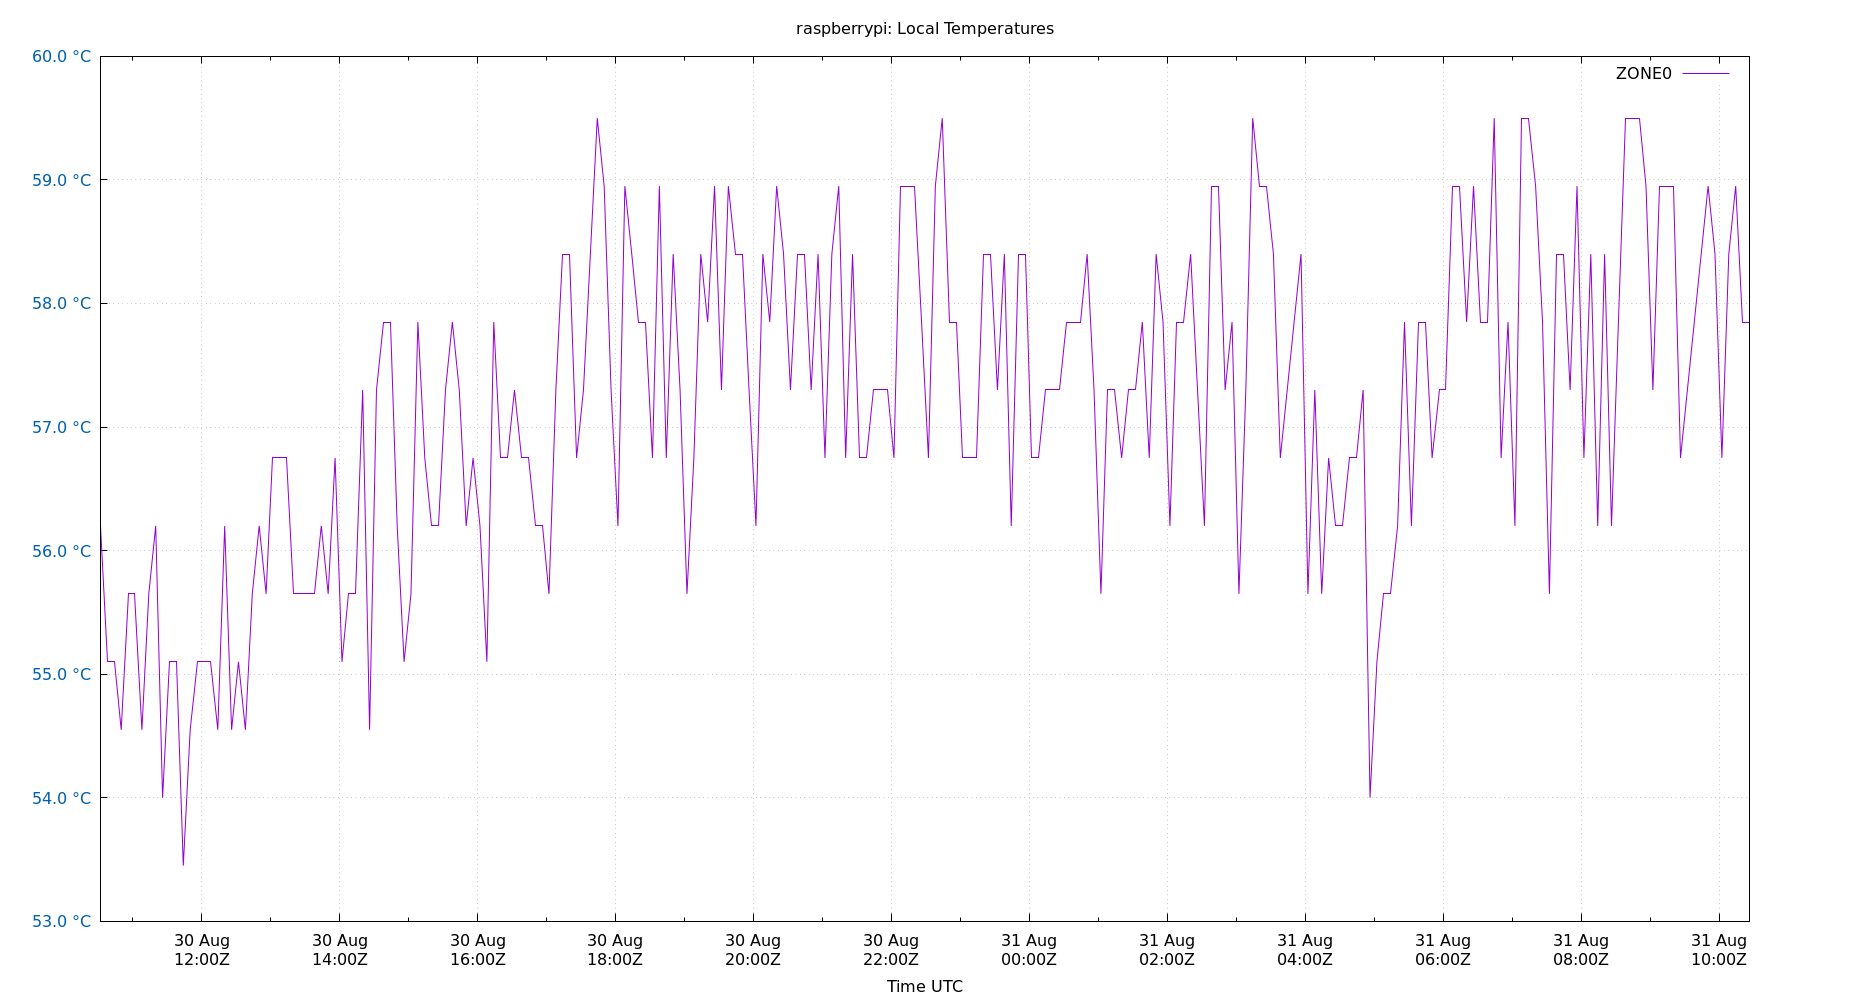 raspberrypi: Local Temperatures
60.0 °C
ZONE0
59.0 °C
58.0 °C
57.0 °C
56.0 °C
55.0 °C
54.0 °C
53.0 °C
30 Aug 30 Aug 30 Aug 30 Aug 30 Aug 30 Aug 31 Aug 31 Aug 31 Aug 31 Aug 31 Aug 31 Aug
12:00Z 14:00Z 16:00Z 18:00Z 20:00Z 22:00Z 00:00Z 02:00Z 04:00Z 06:00Z 08:00Z 10:00Z
Time UTC